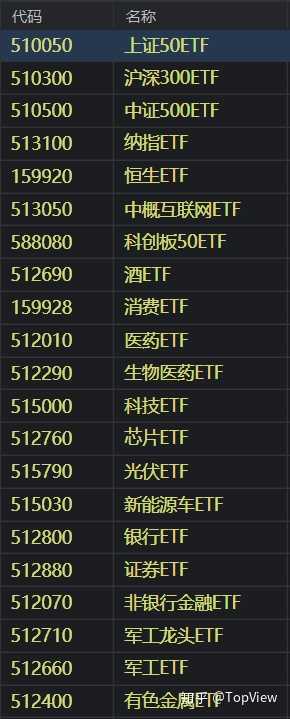 代码 名称
510050 上证50ETF
510300 沪深300ETF
510500 中证500ETF
513100 纳指ETF
159920 恒生ETF
513050 中概互联网ETF
588080 科创板50ETF
512690 酒ETF
159928 消费ETF
512010 医药ETF
512290 生物医药ETF
515000 科技ETF
512760 芯片ETF
515790 光伏ETF
515030 新能源车ETF
512800 银行ETF
512880 证券ETF
512070 非银行金融ETF
512710 军工龙头ETF
512660 军工ETF
512400 有色金属ETF
知乎 @TopView